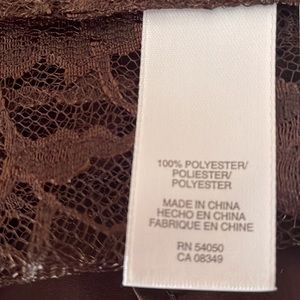 100% POLYESTER/
POLIESTER/
POLYESTER
MADE IN CHINA
HECHO EN CHINA
FABRIQUE EN CHINE
RN 54050
CA 08349